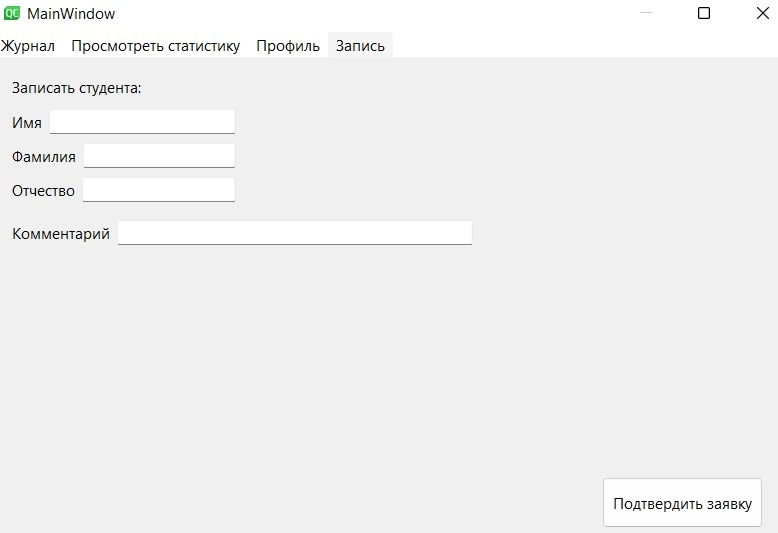 QC MainWindow
Журнал Просмотреть статистику Профиль Запись
Записать студента:
Имя
Фамилия
Отчество
Комментарий
Подтвердить заявку